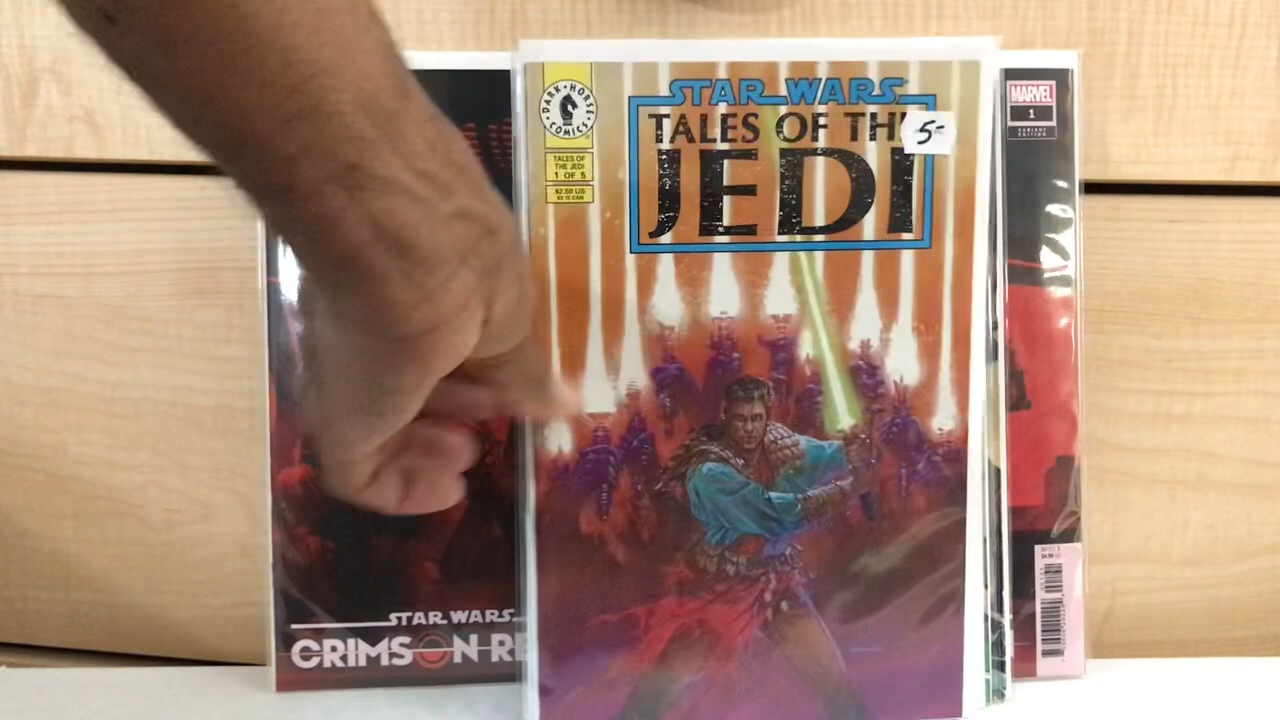 DARK HORSE COMICS
TALES OF
THE JEDI
1 OF 5
$2.50 US
STAR WARS
TALES OF TH
JEDI
5-
MARVEL
1
VARIANT
EDITION
STAR WARS
CRIMSON RE